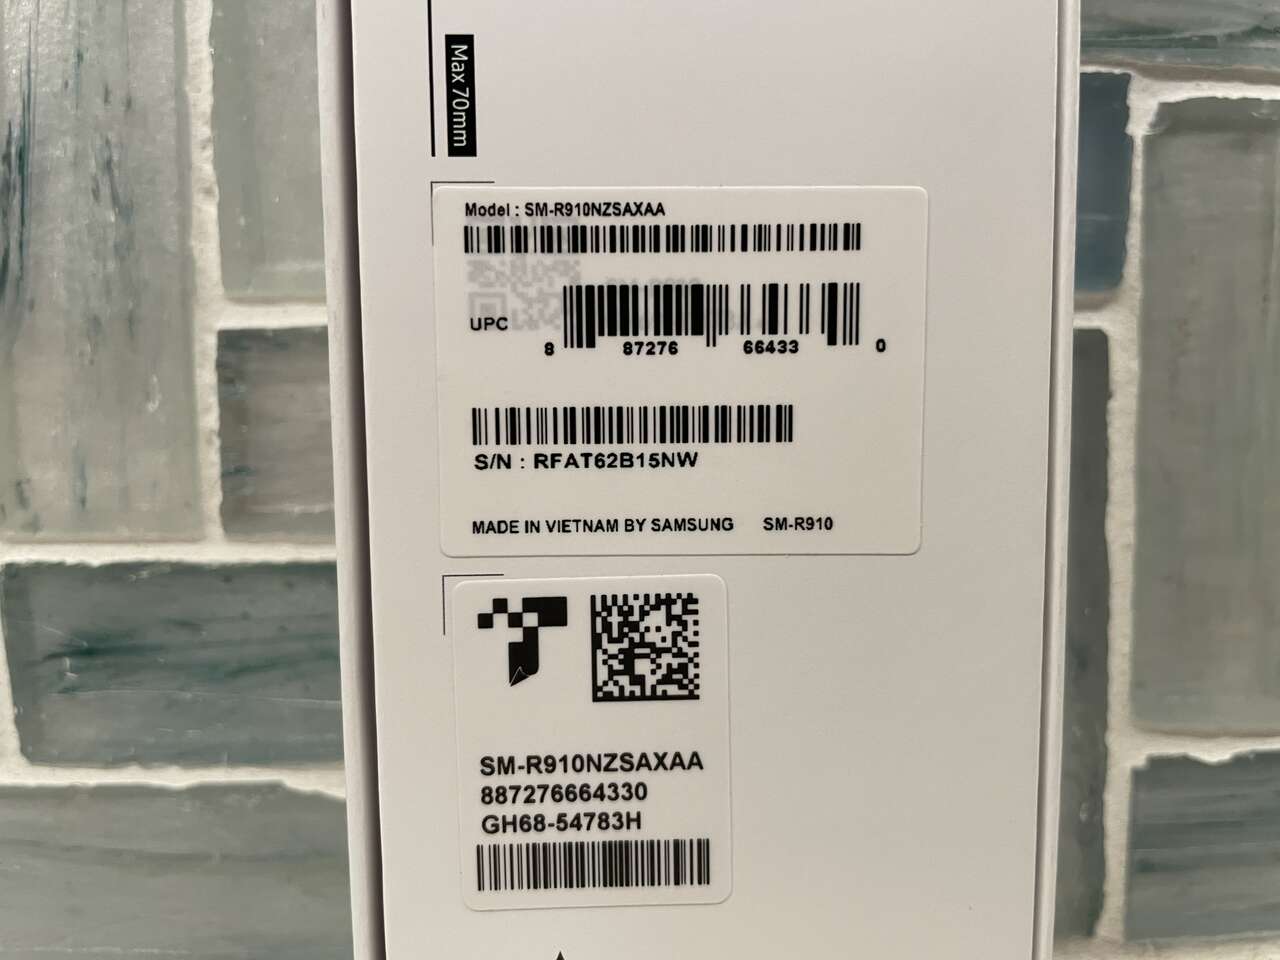 Max 70mm
Model : SM-R910NZSAXAA
UPC
8 87276 66433 0
S/N : RFAT62B15NW
MADE IN VIETNAM BY SAMSUNG SM-R910
SM-R910NZSAXAA
887276664330
GH68-54783H